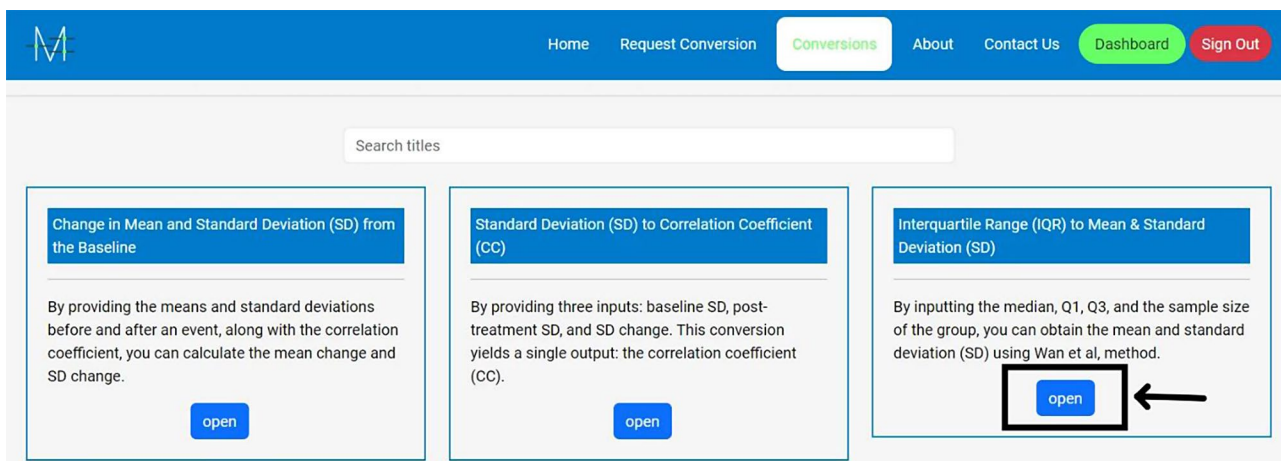 M
Home Request Conversion Conversions About Contact Us Dashboard Sign Out
Search titles
Change in Mean and Standard Deviation (SD) from
the Baseline
By providing the means and standard deviations
before and after an event, along with the correlation
coefficient, you can calculate the mean change and
SD change.
open
Standard Deviation (SD) to Correlation Coefficient
(CC)
By providing three inputs: baseline SD, post-
treatment SD, and SD change. This conversion
yields a single output: the correlation coefficient
(CC).
open
Interquartile Range (IQR) to Mean & Standard
Deviation (SD)
By inputting the median, Q1, Q3, and the sample size
of the group, you can obtain the mean and standard
deviation (SD) using Wan et al, method.
open